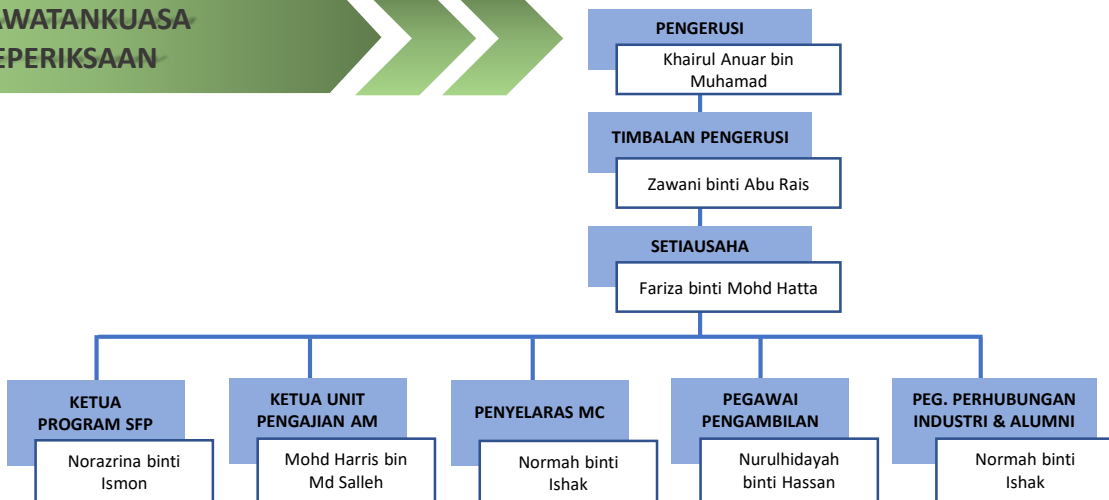 AWATANKUASA
EPERIKSAAN
PENGERUSI
Khairul Anuar bin
Muhamad
TIMBALAN PENGERUSI
Zawani binti Abu Rais
SETIAUSAHA
Fariza binti Mohd Hatta
KETUA
PROGRAM SFP
Norazrina binti
Ismon
KETUA UNIT
PENGAJIAN AM
Mohd Harris bin
Md Salleh
PENYELARAS MC
Normah binti
Ishak
PEGAWAI
PENGAMBILAN
Nurulhidayah
binti Hassan
PEG. PERHUBUNGAN
INDUSTRI & ALUMNI
Normah binti
Ishak